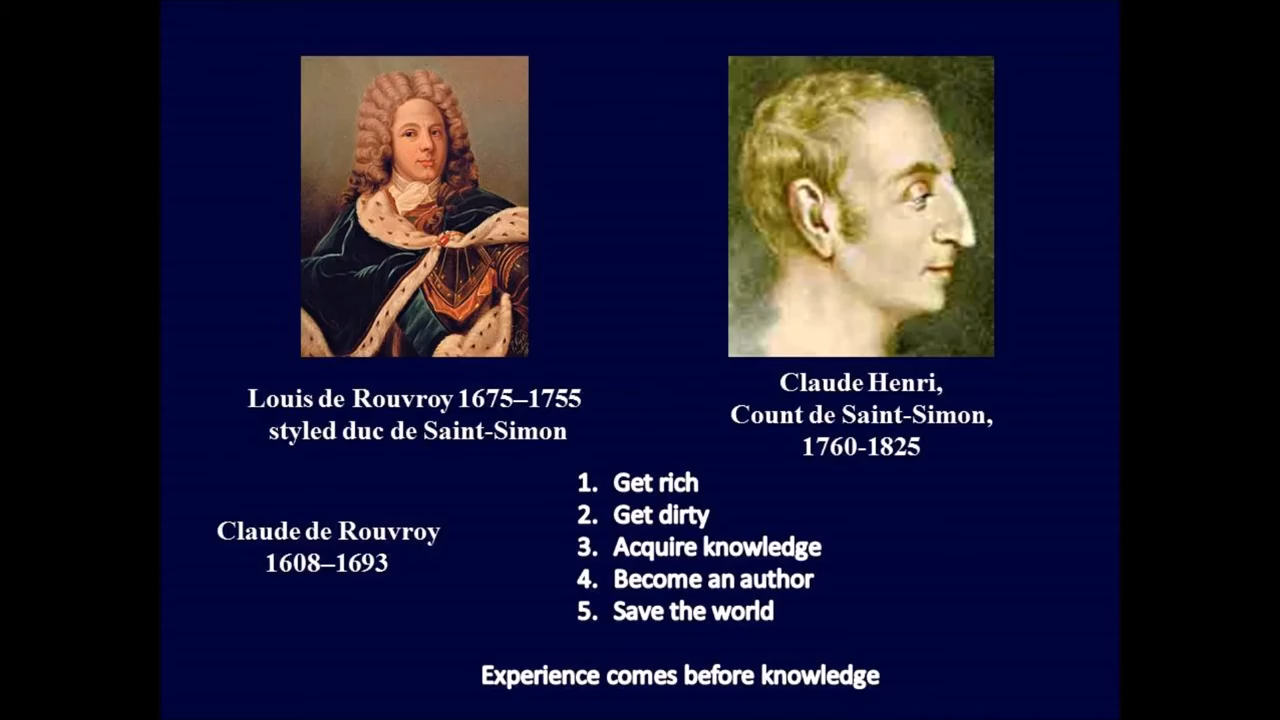 Louis de Rouvroy 1675–1755
styled duc de Saint-Simon
Claude Henri,
Count de Saint-Simon,
1760-1825
Claude de Rouvroy
1608–1693
1. Get rich
2. Get dirty
3. Acquire knowledge
4. Become an author
5. Save the world
Experience comes before knowledge